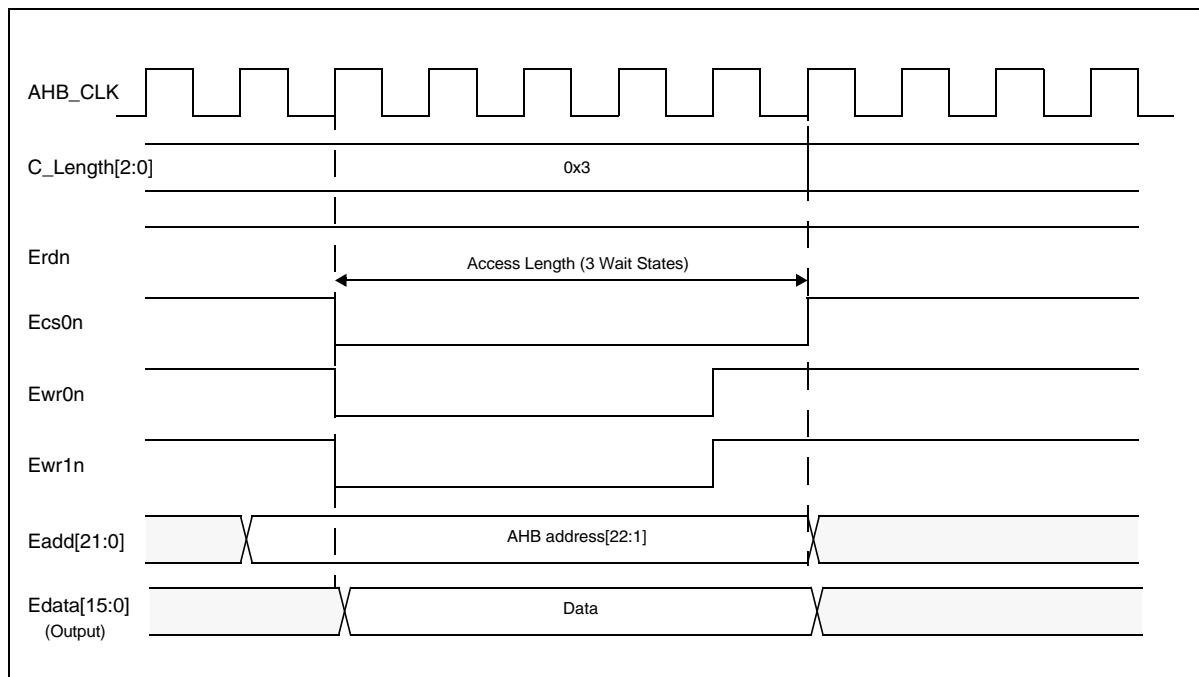 AHB_CLK
C_Length[2:0]
0x3
Erdn
Access Length (3 Wait States)
Ecs0n
Ewr0n
Ewr1n
Eadd[21:0]
AHB address[22:1]
Edata[15:0]
(Output)
Data